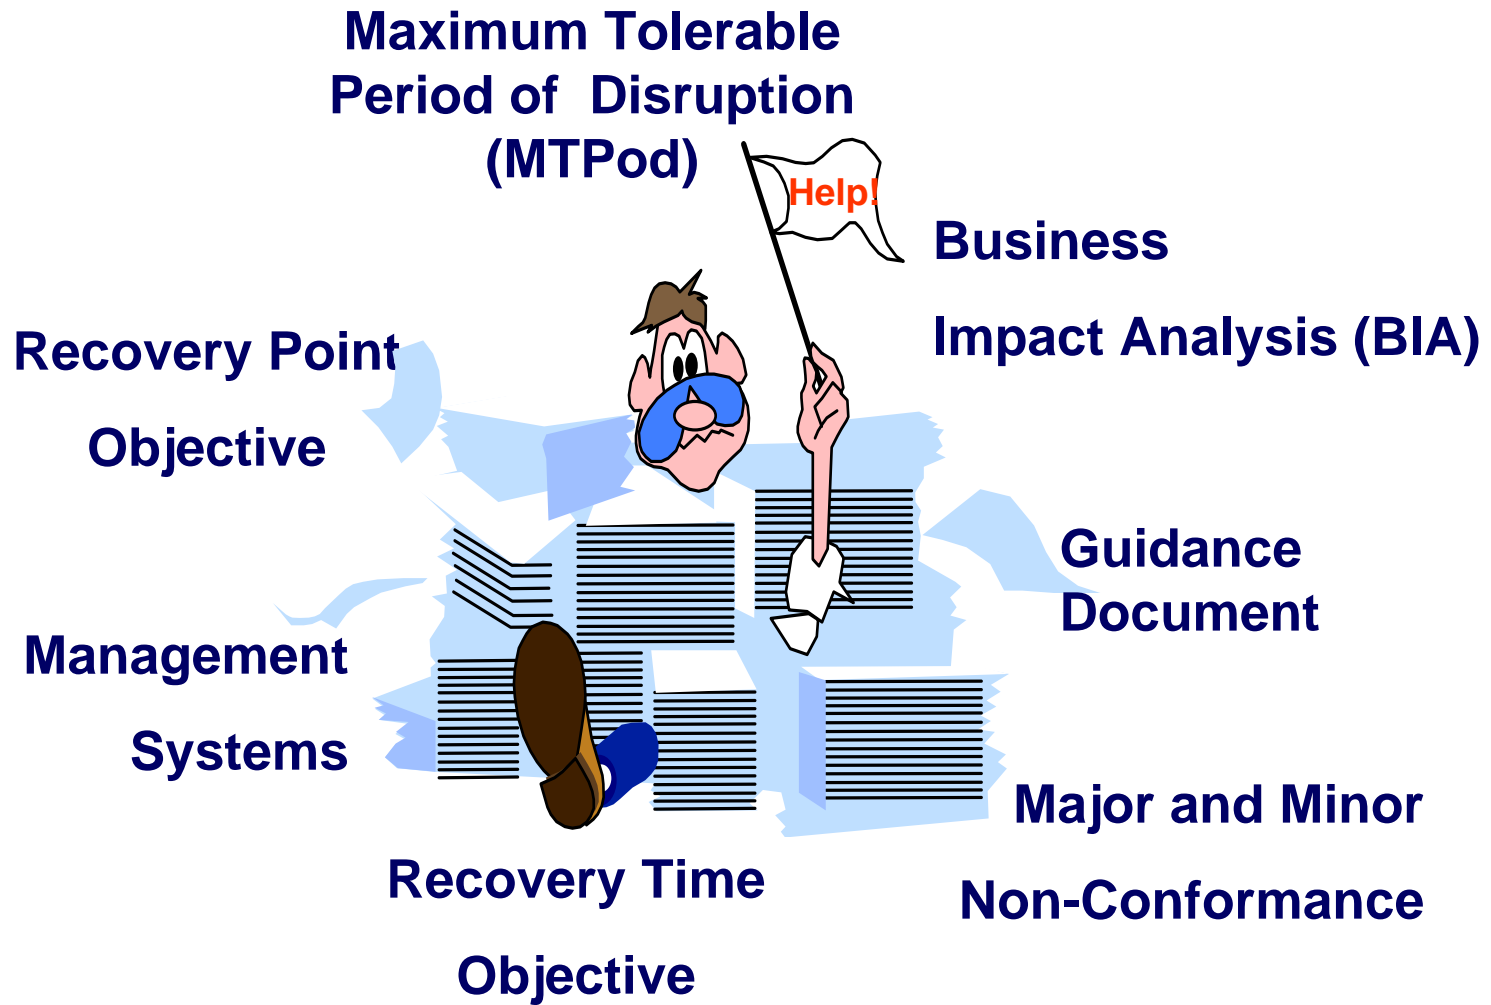 Maximum Tolerable
Period of  Disruption
(MTPod)
Help!
Business
Impact Analysis (BIA)
Recovery Point
Objective
Guidance
Document
Management
Systems
Major and Minor
Non-Conformance
Recovery Time
Objective